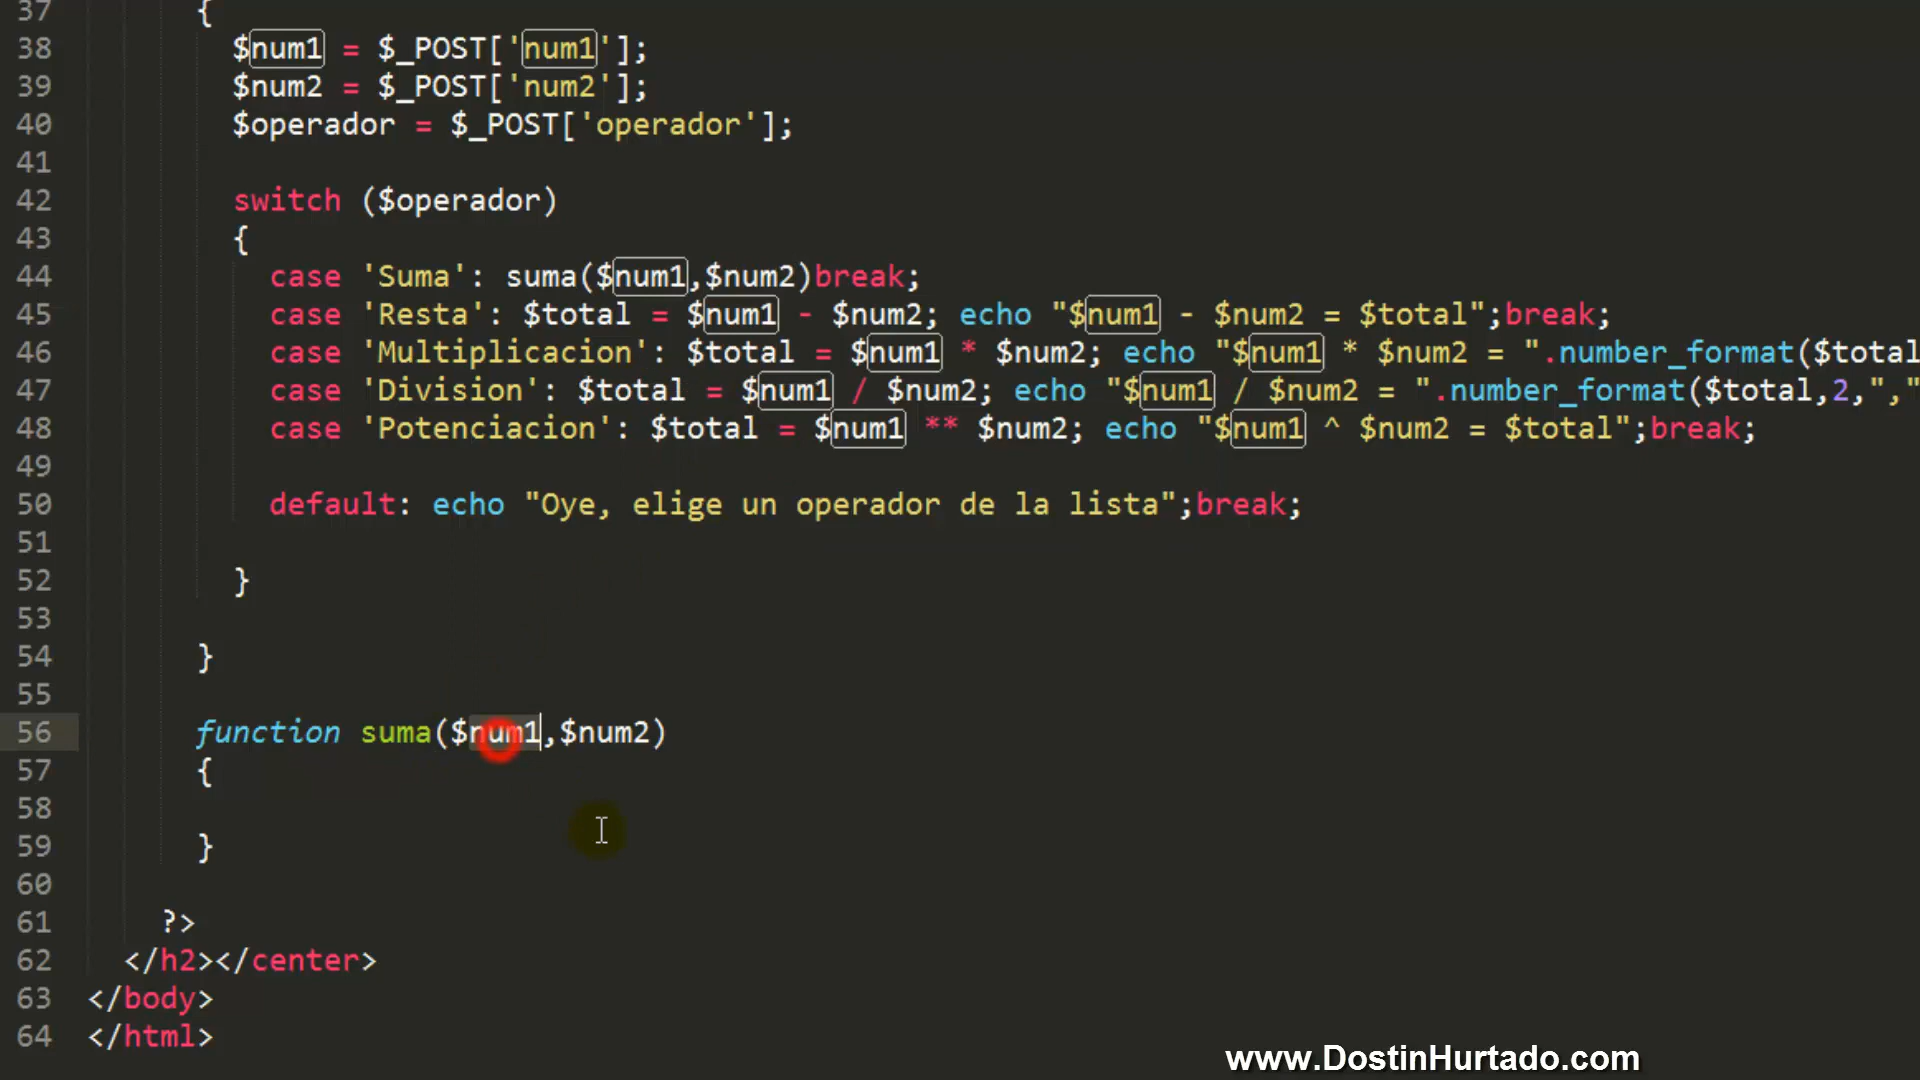 37 {
38 $num1 = $_POST['num1'];
39 $num2 = $_POST['num2'];
40 $operador = $_POST['operador'];
41
42 switch ($operador)
43 {
44 case 'Suma': suma($num1,$num2)break;
45 case 'Resta': $total = $num1 - $num2; echo "$num1 - $num2 = $total";break;
46 case 'Multiplicacion': $total = $num1 * $num2; echo "$num1 * $num2 = ".number_format($total
47 case 'Division': $total = $num1 / $num2; echo "$num1 / $num2 = ".number_format($total,2,","
48 case 'Potenciacion': $total = $num1 ** $num2; echo "$num1 ^ $num2 = $total";break;
49
50 default: echo "Oye, elige un operador de la lista";break;
51
52 }
53
54 }
55
56 function suma($num1,$num2)
57 {
58
59 }
60
61 ?>
62 </h2></center>
63 </body>
64 </html>
www.DostinHurtado.com